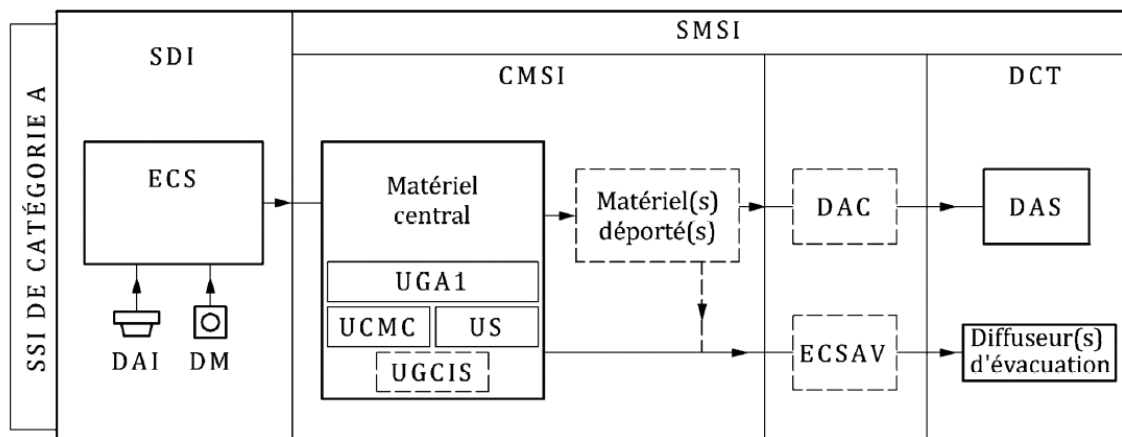 SSI DE CATÉGORIE A
SDI
SMSI
CMSI
DCT
ECS
DAI
DM
Matériel
central
UGA1
UCMC
US
UGCIS
Matériel(s)
déporté(s)
DAC
DAS
ECSAV
Diffuseur(s)
d'évacuation